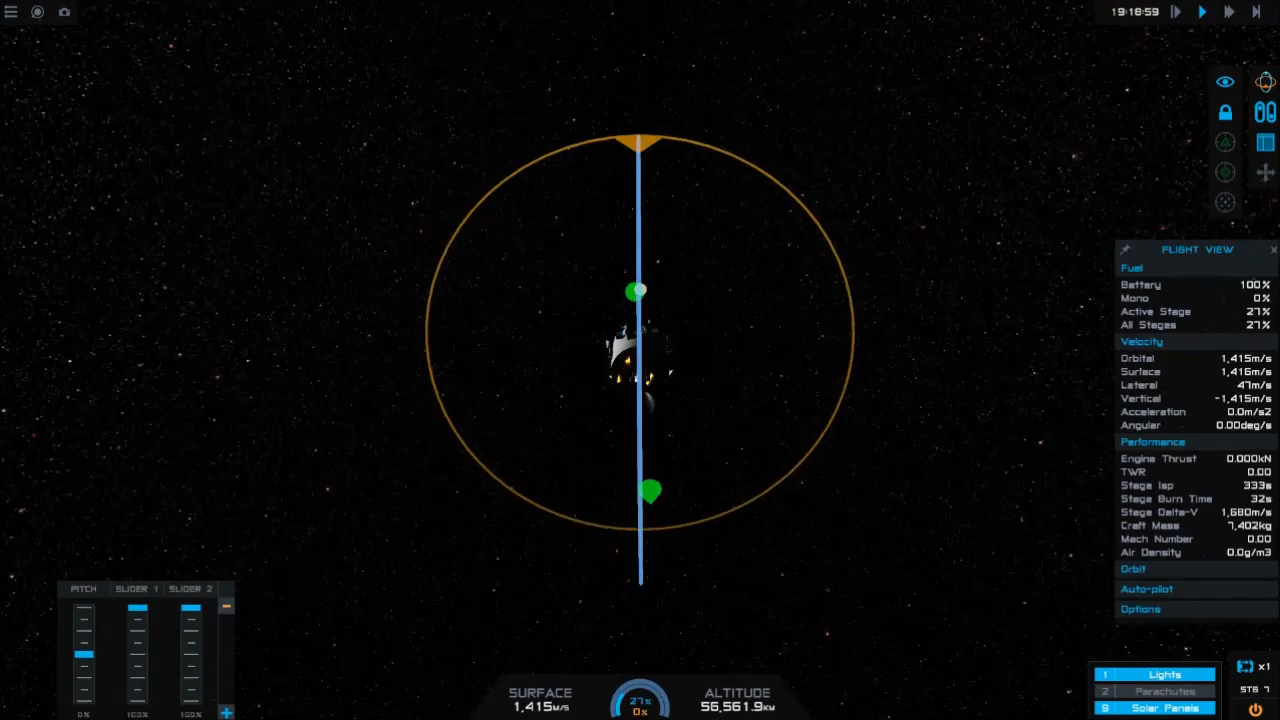 19:16:59
FLIGHT VIEW
Fuel
Battery 100%
Mono 0%
Active Stage 27%
All Stages 27%
Velocity
Orbital 1,415m/s
Surface 1,416m/s
Lateral 47m/s
Vertical -1,415m/s
Acceleration 0.0m/s2
Angular 0.00deg/s
Performance
Engine Thrust 0.000kN
TWR 0.00
Stage Isp 333s
Stage Burn Time 32s
Stage Delta-V 1,680m/s
Craft Mass 7,402kg
Mach Number 0.00
Air Density 0.0g/m3
Orbit
Auto-pilot
Options
PITCH SLIDER 1 SLIDER 2
0% 100% 100%
SURFACE
1,415M/S
27%
0%
ALTITUDE
56,561.9KM
1 Lights
2 Parachutes
9 Solar Panels
x1
STG 7